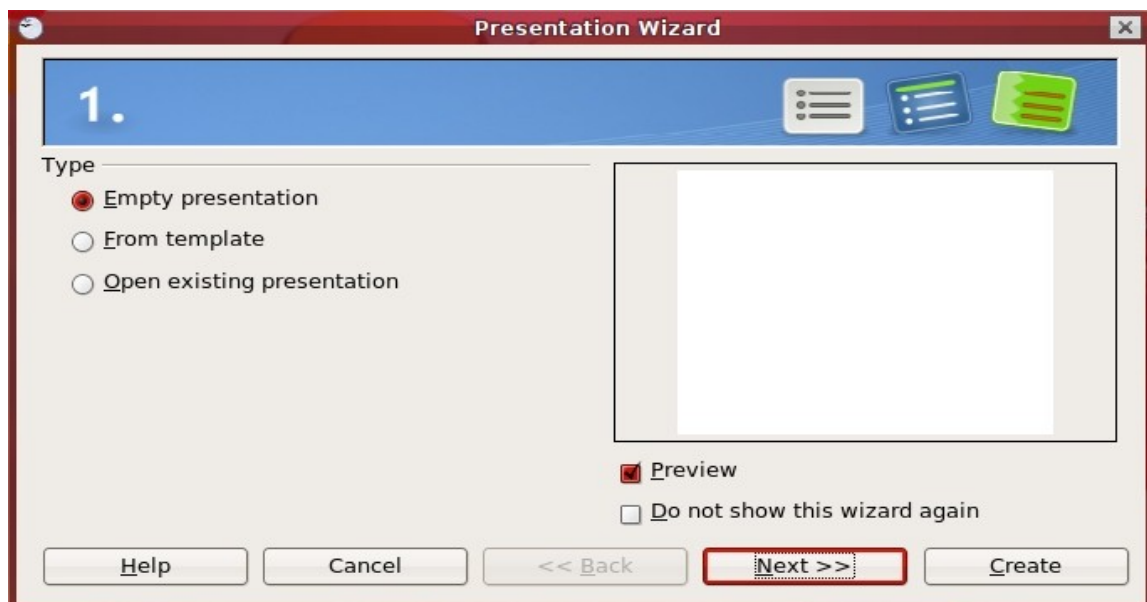 Presentation Wizard
1.
Type
Empty presentation
From template
Open existing presentation
Preview
Do not show this wizard again
Help Cancel << Back Next >> Create